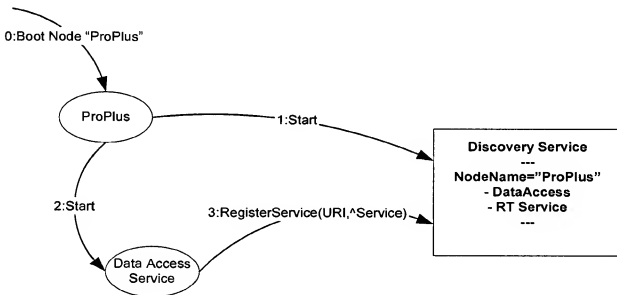 0:Boot Node “ProPlus”
ProPlus
1:Start
Discovery Service
---
NodeName=”ProPlus”
- DataAccess
- RT Service
---
2:Start
3:RegisterService(URI,^Service)
Data Access
Service